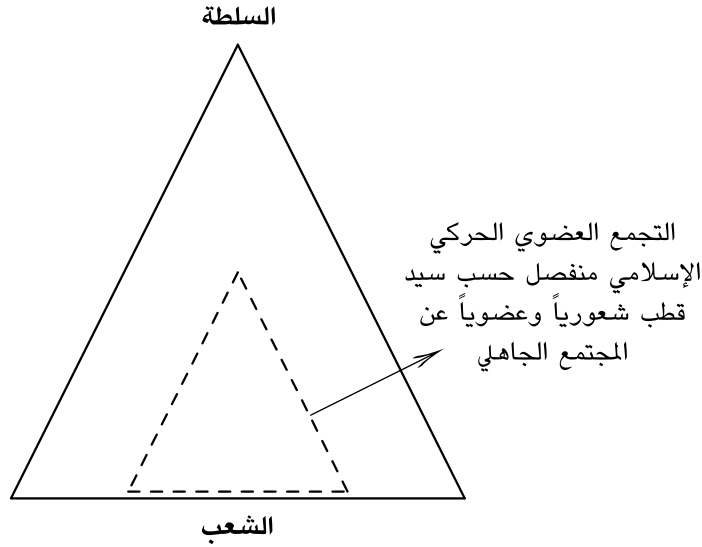 السلطة
التجمع العضوي الحركي
الإسلامي منفصل حسب سيد
قطب شعورياً وعضوياً عن
المجتمع الجاهلي
الشعب